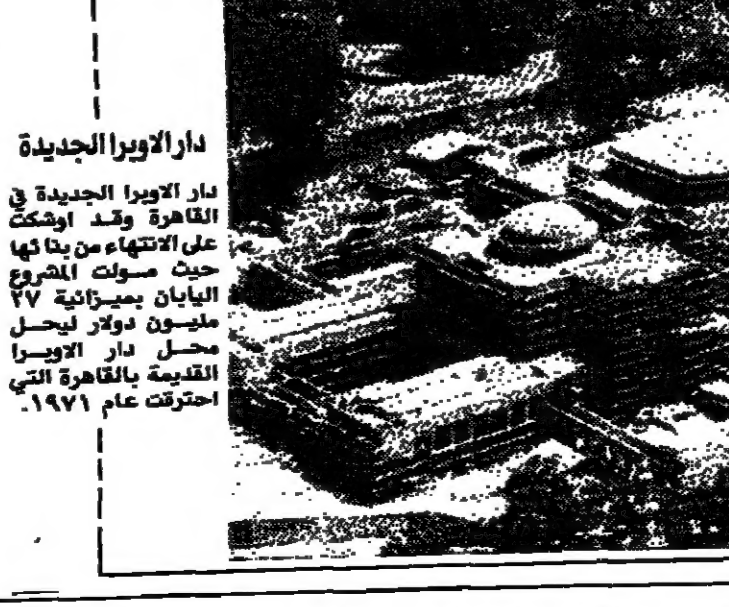 دار الاوبرا الجديدة
دار الاوبرا الجديدة في
القاهرة وقد اوشكت
على الانتهاء من بنائها
حيث مولت المشروع
اليابان بميزانية ٢٧
مليون دولار ليحل
محل دار الاوبرا
القديمة بالقاهرة التي
احترقت عام ١٩٧١.